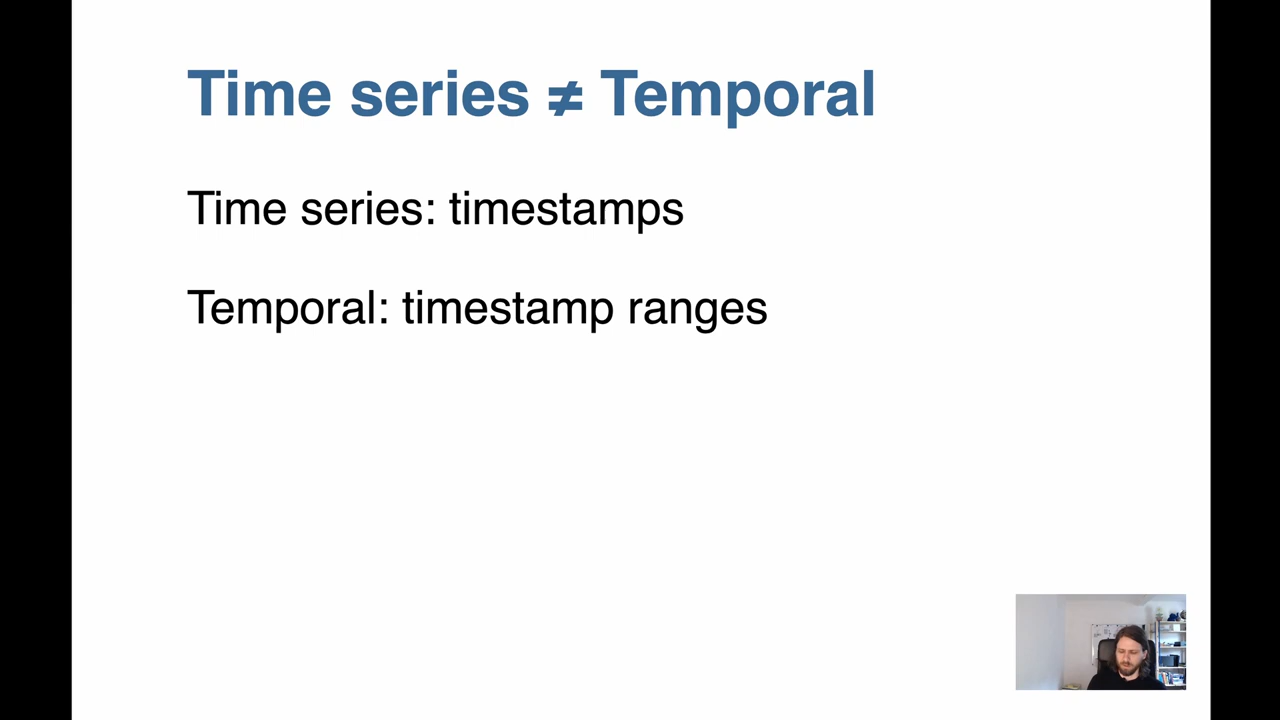 Time series ≠ Temporal
Time series: timestamps
Temporal: timestamp ranges